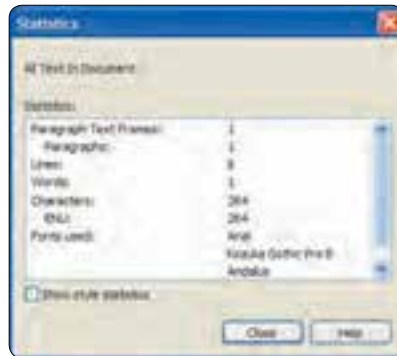 Statistics
All Text In Document
Statistics:
Paragraph Text Frames: 1
Paragraphs: 1
Lines: 8
Words: 1
Characters: 264
ENU: 264
Fonts used: Arial
Kozuka Gothic Pro B
Andalus
Show style statistics
Close Help